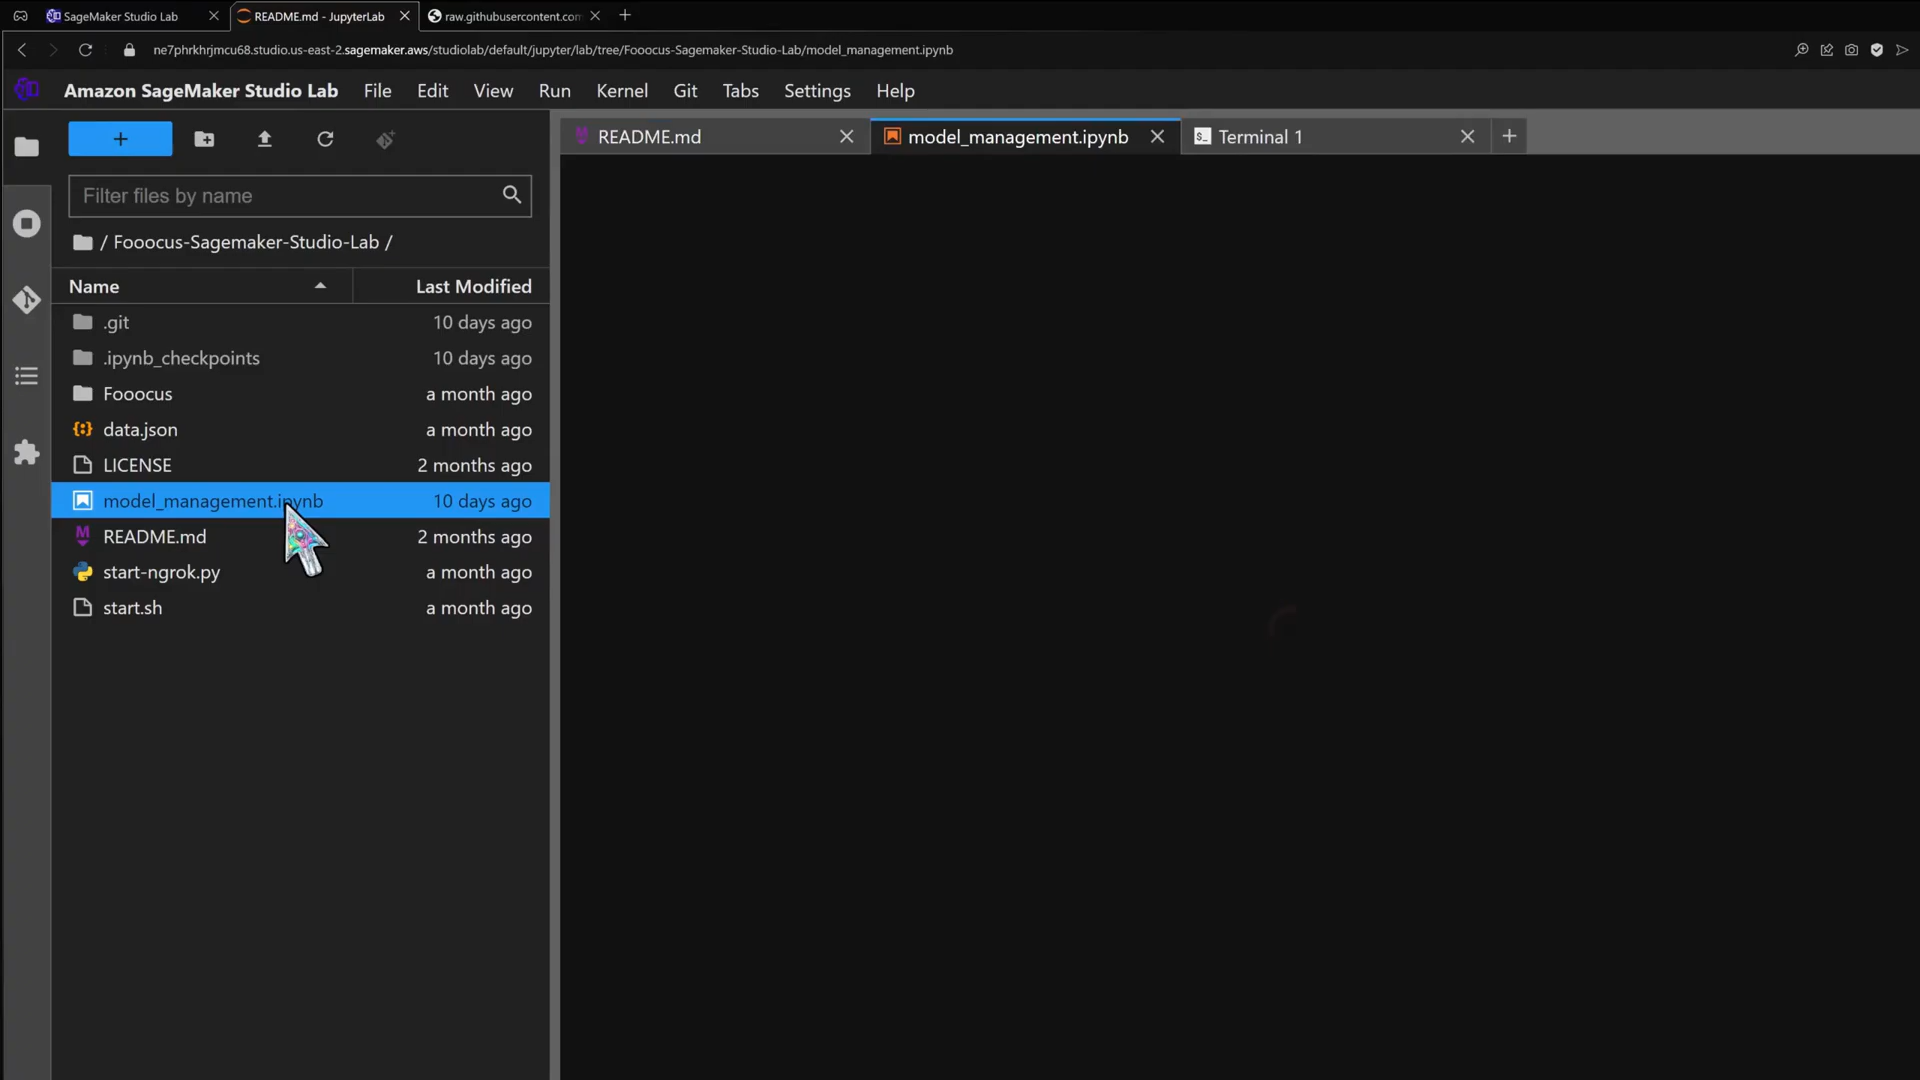 SageMaker Studio Lab
README.md - JupyterLab
raw.githubusercontent.com
ne7phrkhrjmcu68.studio.us-east-2.sagemaker.aws/studiolab/default/jupyter/lab/tree/Fooocus-Sagemaker-Studio-Lab/model_management.ipynb
Amazon SageMaker Studio Lab File Edit View Run Kernel Git Tabs Settings Help
README.md
model_management.ipynb
Terminal 1
Filter files by name
/ Fooocus-Sagemaker-Studio-Lab /
Name Last Modified
.git 10 days ago
.ipynb_checkpoints 10 days ago
Fooocus a month ago
data.json a month ago
LICENSE 2 months ago
model_management.ipynb 10 days ago
README.md 2 months ago
start-ngrok.py a month ago
start.sh a month ago